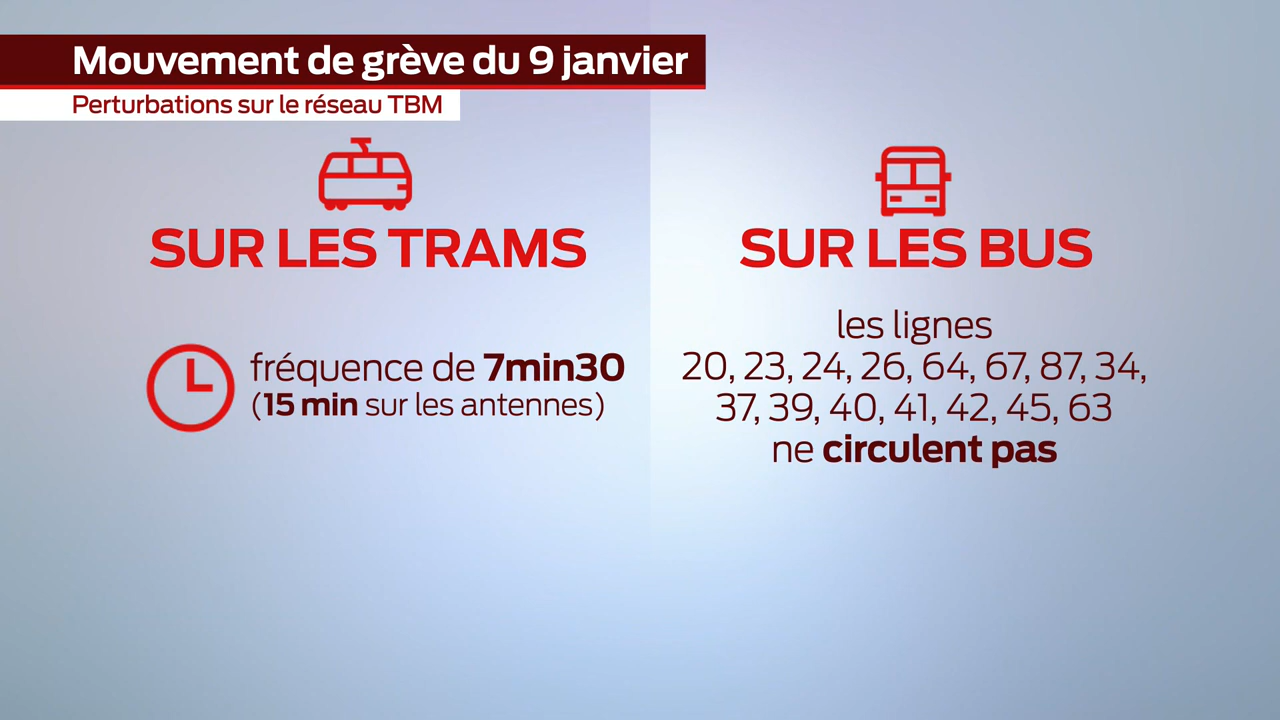 Mouvement de grève du 9 janvier
Perturbations sur le réseau TBM
SUR LES TRAMS
fréquence de 7min30
(15 min sur les antennes)
SUR LES BUS
les lignes
20, 23, 24, 26, 64, 67, 87, 34,
37, 39, 40, 41, 42, 45, 63
ne circulent pas